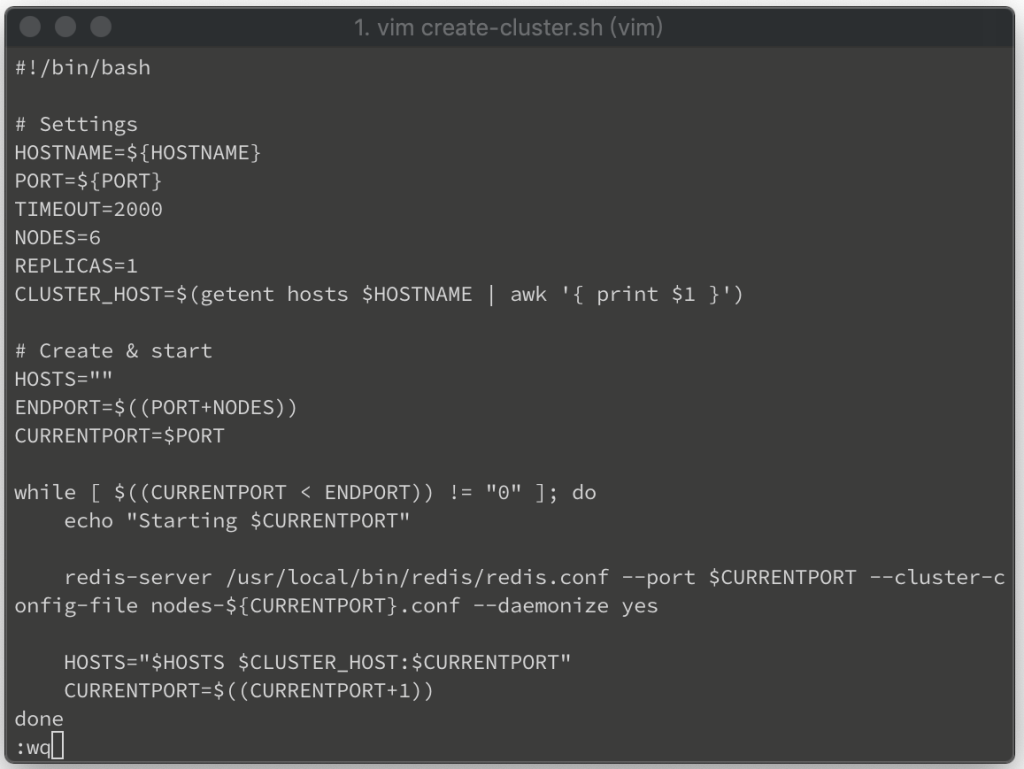 1. vim create-cluster.sh (vim)
#!/bin/bash
# Settings
HOSTNAME=${HOSTNAME}
PORT=${PORT}
TIMEOUT=2000
NODES=6
REPLICAS=1
CLUSTER_HOST=$(getent hosts $HOSTNAME | awk '{ print $1 }')
# Create & start
HOSTS=""
ENDPORT=$((PORT+NODES))
CURRENTPORT=$PORT
while [ $((CURRENTPORT < ENDPORT)) != "0" ]; do
    echo "Starting $CURRENTPORT"
    redis-server /usr/local/bin/redis/redis.conf --port $CURRENTPORT --cluster-c
onfig-file nodes-${CURRENTPORT}.conf --daemonize yes
    HOSTS="$HOSTS $CLUSTER_HOST:$CURRENTPORT"
    CURRENTPORT=$((CURRENTPORT+1))
done
:wq